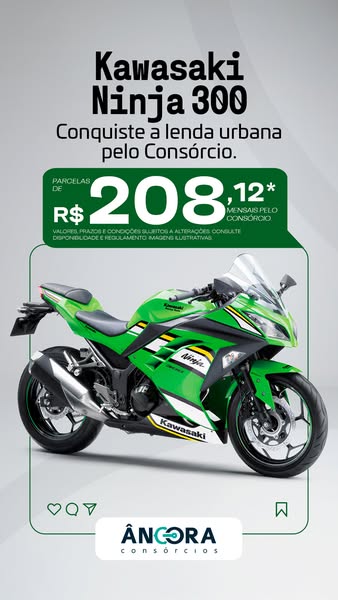 Kawasaki
Ninja 300
Conquiste a lenda urbana
pelo Consórcio.
PARCELAS
DE
R$208,12*
MENSAIS PELO
CONSÓRCIO
VALORES, PRAZOS E CONDIÇÕES SUJEITOS A ALTERAÇÕES. CONSULTE
DISPONIBILIDADE E REGULAMENTO. IMAGENS ILUSTRATIVAS.
Ninja
Kawasaki
ÂNCORA
consórcios